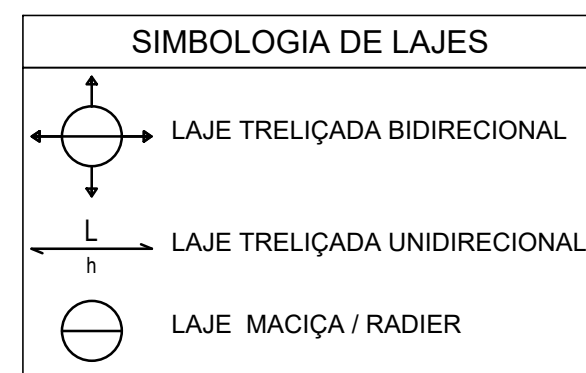 SIMBOLOGIA DE LAJES
LAJE TRELIÇADA BIDIRECIONAL
L
h
LAJE TRELIÇADA UNIDIRECIONAL
LAJE MACIÇA / RADIER